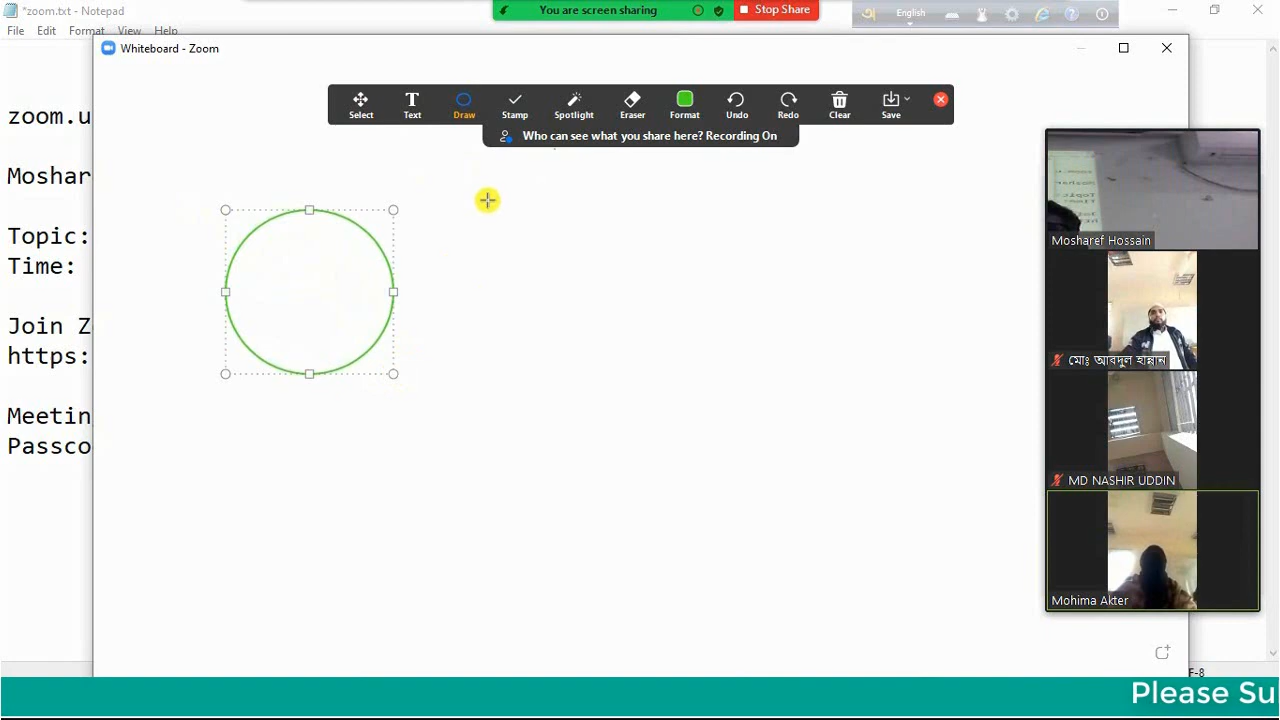 *zoom.txt - Notepad
You are screen sharing
Stop Share
English
File Edit Format View Help
Whiteboard - Zoom
Select Text Draw Stamp Spotlight Eraser Format Undo Redo Clear Save
Who can see what you share here? Recording On
zoom.u
Moshar
Topic:
Time:
Join Z
https:
Meetin
Passco
Mosharef Hossain
মোঃ আবদুল হান্নান
MD NASHIR UDDIN
Mohima Akter
F-8
Please Su